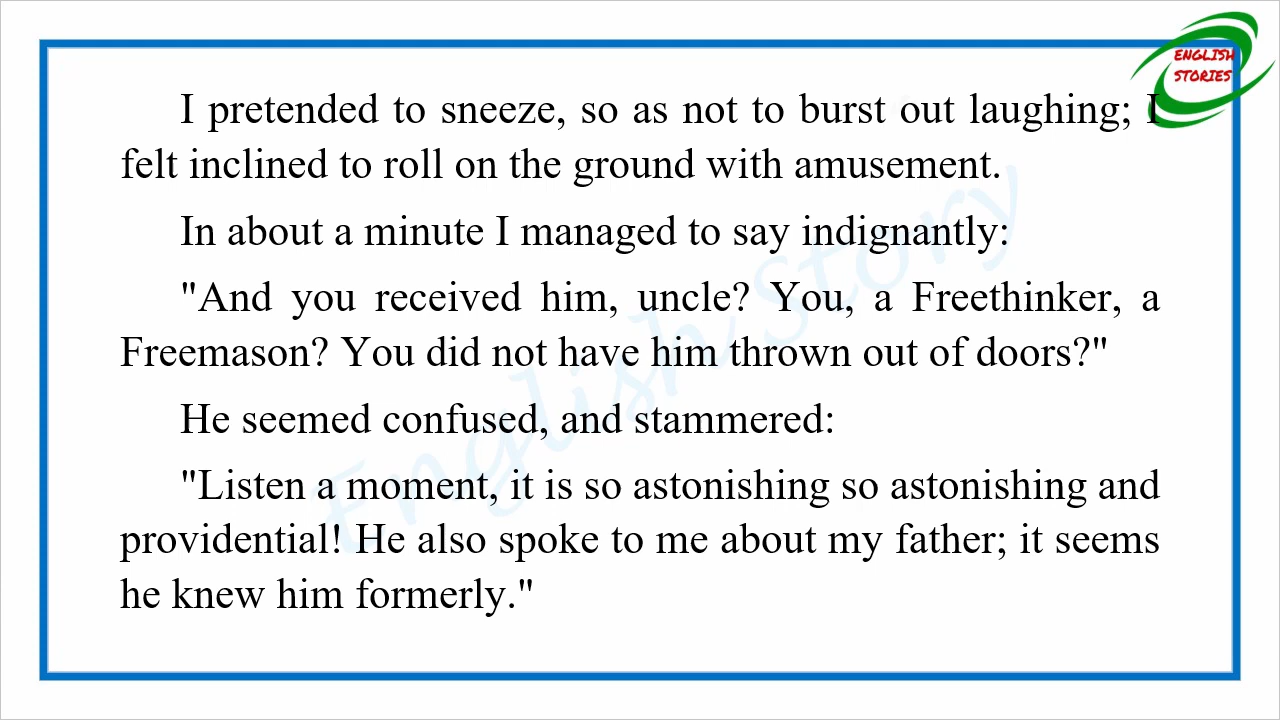 ENGLISH
STORIES
I pretended to sneeze, so as not to burst out laughing; I
felt inclined to roll on the ground with amusement.
In about a minute I managed to say indignantly:
"And you received him, uncle? You, a Freethinker, a
Freemason? You did not have him thrown out of doors?"
He seemed confused, and stammered:
"Listen a moment, it is so astonishing so astonishing and
providential! He also spoke to me about my father; it seems
he knew him formerly."
English Story